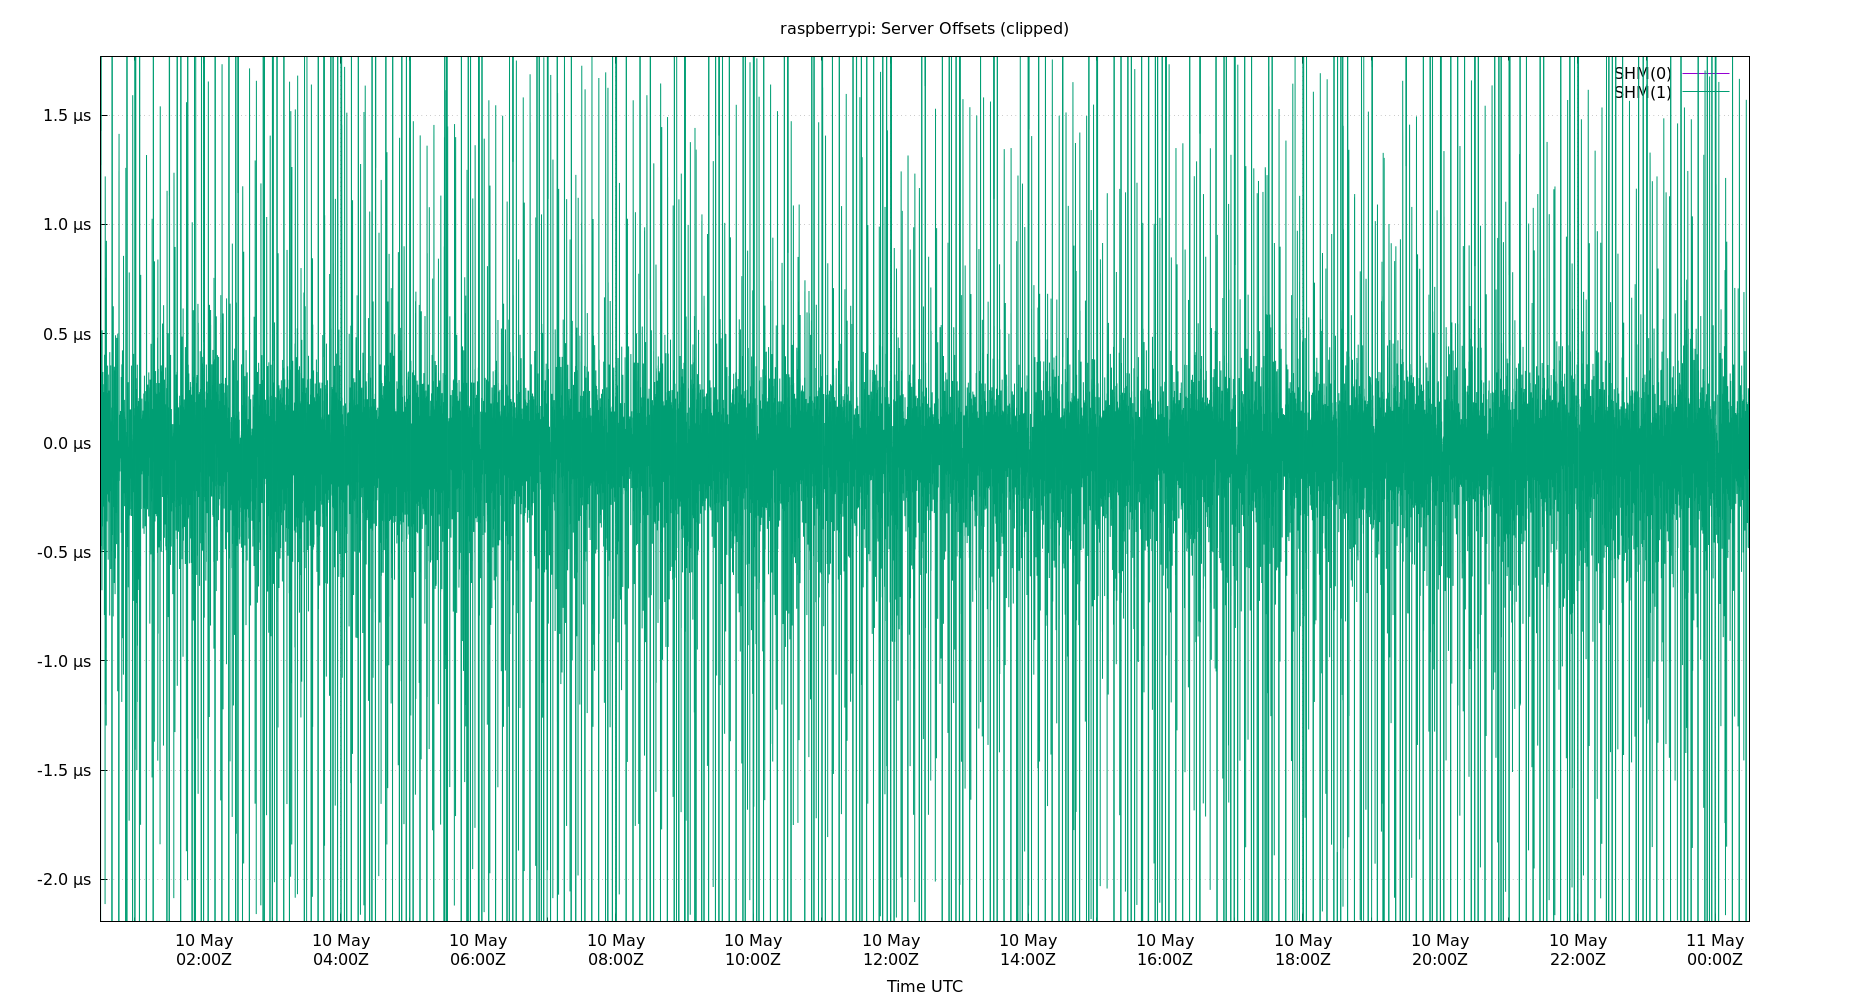 raspberrypi: Server Offsets (clipped)
SHM(0)
SHM(1)
1.5 µs
1.0 µs
0.5 µs
0.0 µs
-0.5 µs
-1.0 µs
-1.5 µs
-2.0 µs
10 May 10 May 10 May 10 May 10 May 10 May 10 May 10 May 10 May 10 May 10 May 11 May
02:00Z 04:00Z 06:00Z 08:00Z 10:00Z 12:00Z 14:00Z 16:00Z 18:00Z 20:00Z 22:00Z 00:00Z
Time UTC